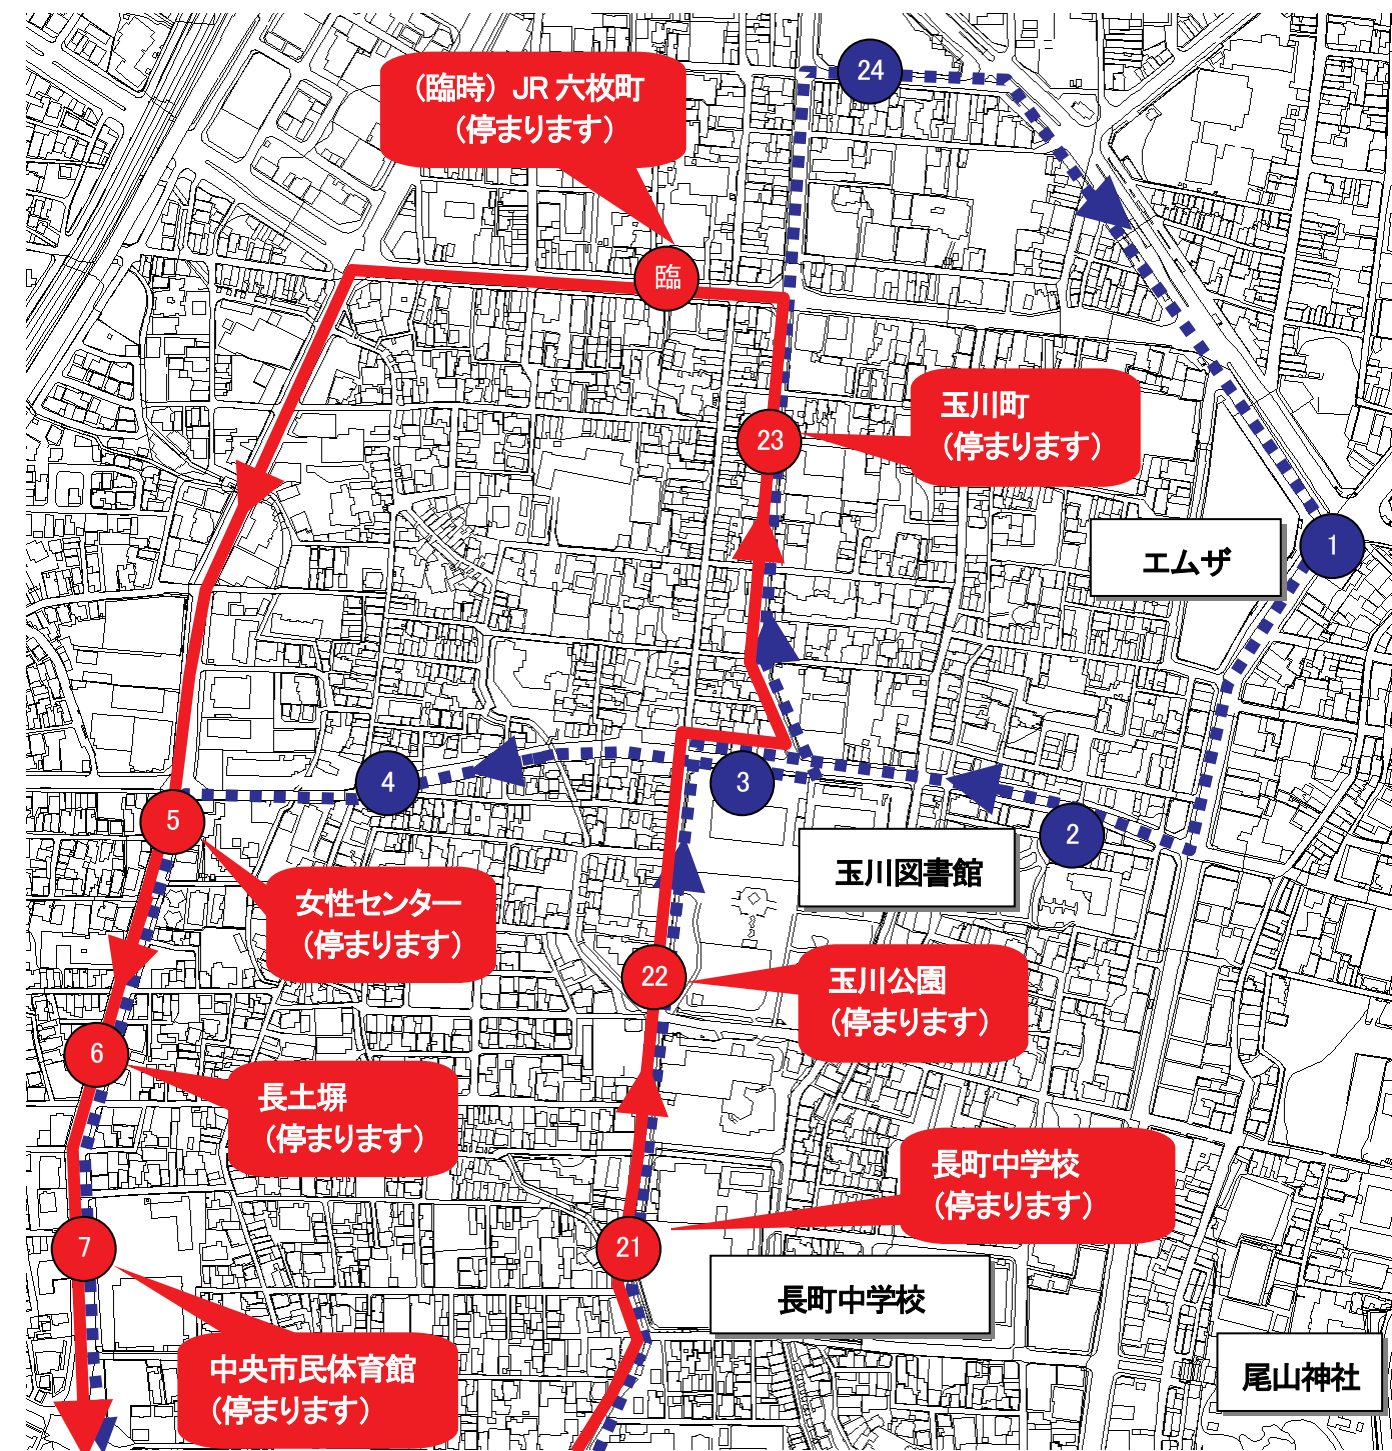 24
(臨時) JR 六枚町
(停まります)
臨
玉川町
(停まります)
23
エムザ
1
4
3
2
5
玉川図書館
女性センター
(停まります)
22
玉川公園
(停まります)
6
長土塀
(停まります)
長町中学校
(停まります)
7
21
長町中学校
中央市民体育館
(停まります)
尾山神社